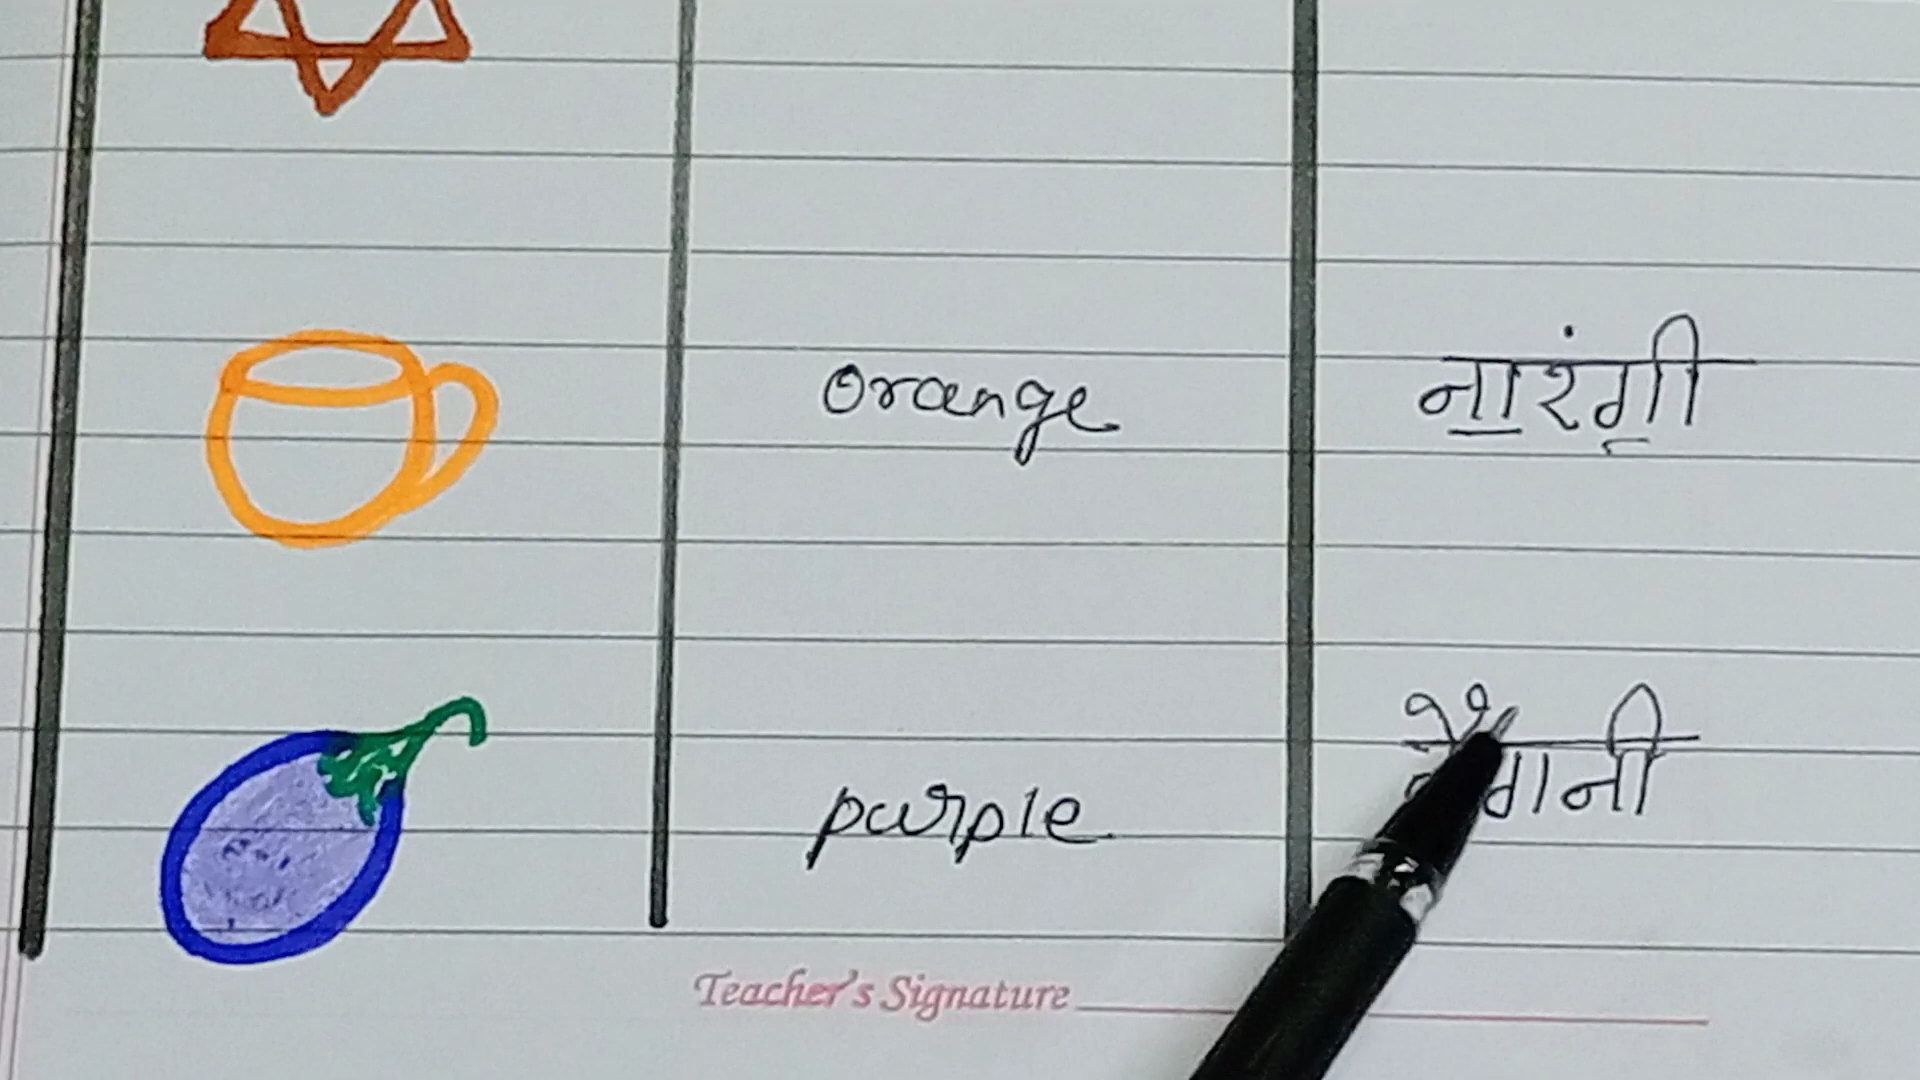 orange नारंगी
purple
Teacher's Signature